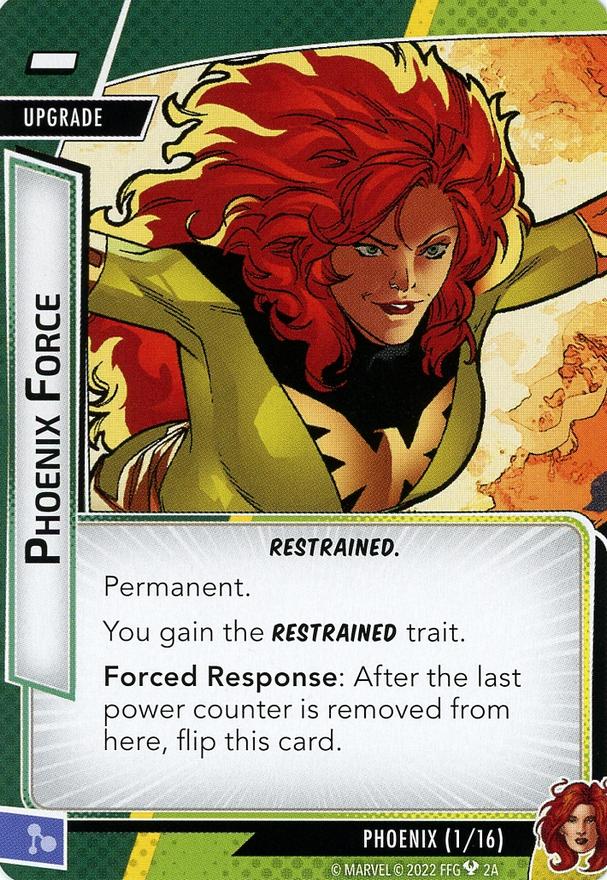 UPGRADE
PHOENIX FORCE
RESTRAINED.
Permanent.
You gain the RESTRAINED trait.
Forced Response: After the last
power counter is removed from
here, flip this card.
PHOENIX (1/16)
© MARVEL © 2022 FFG 2A